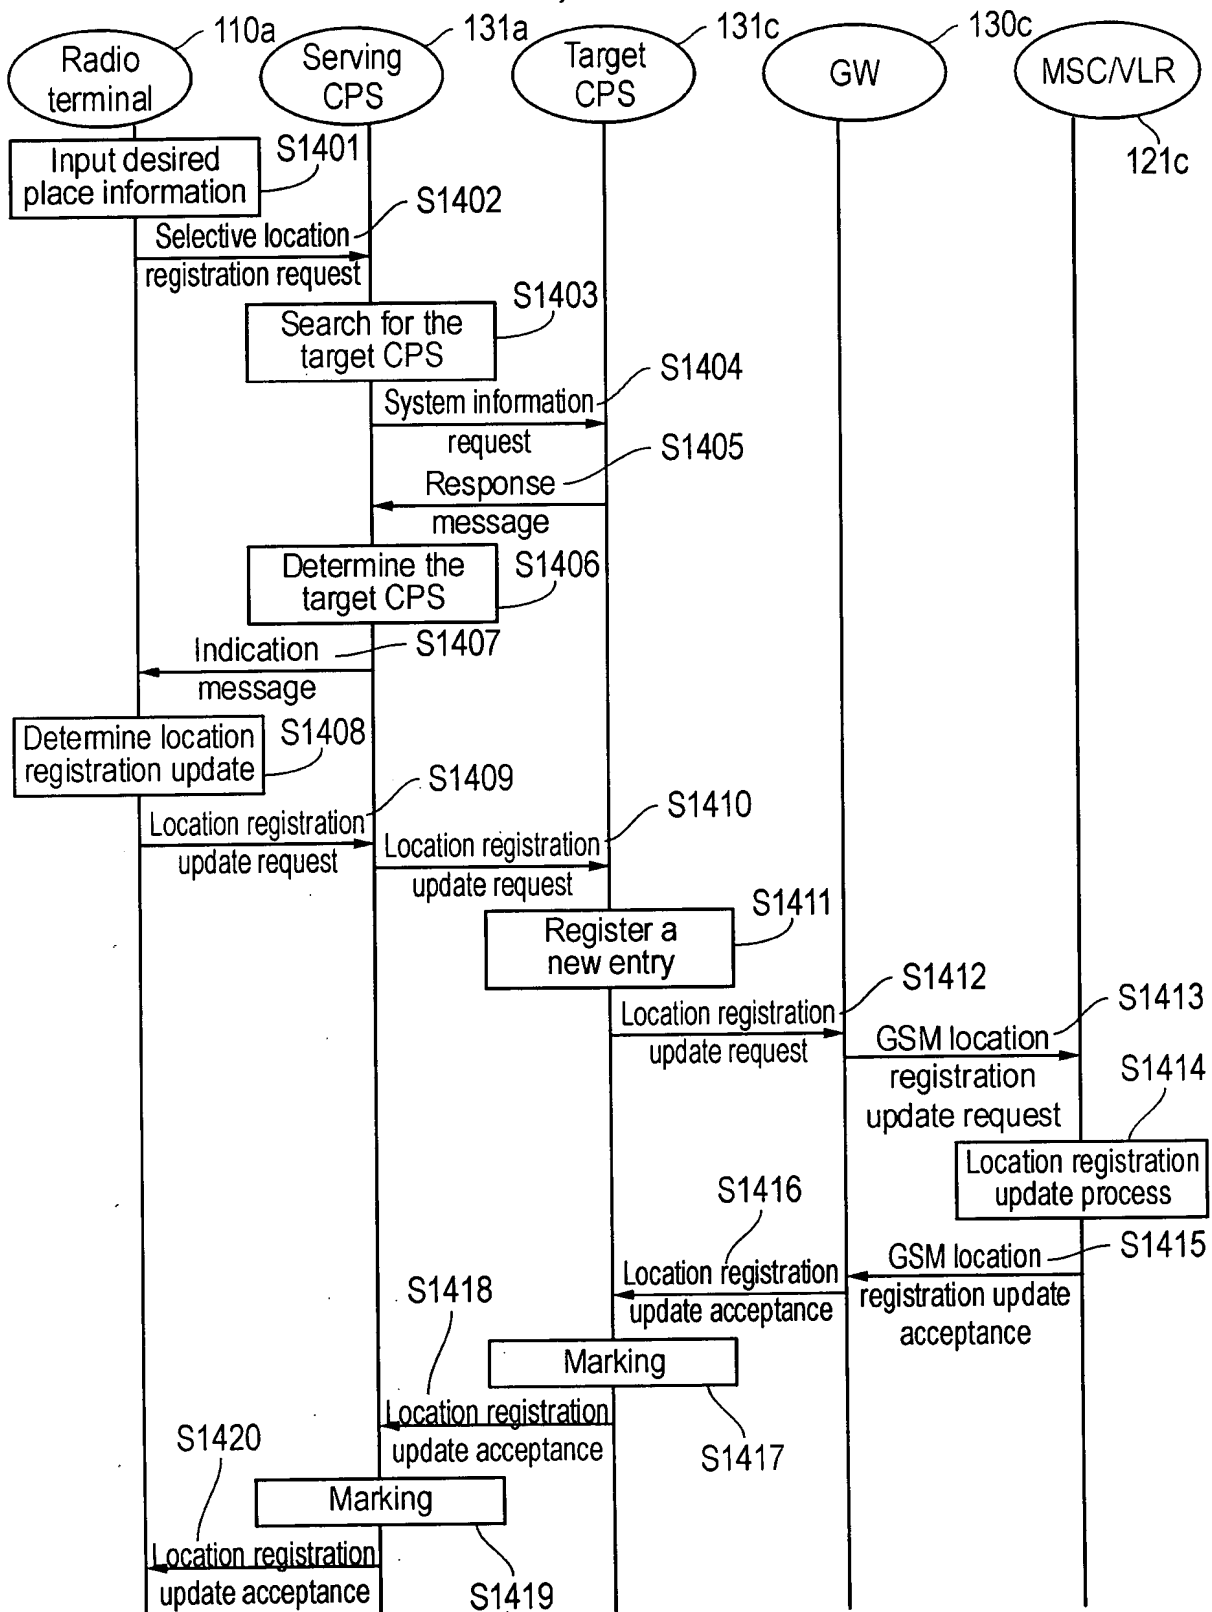 110a
131a
131c
130c
Radio
terminal
Serving
CPS
Target
CPS
GW
MSC/VLR
121c
Input desired
place information
S1401
S1402
Selective location
registration request
S1403
Search for the
target CPS
S1404
System information
request
S1405
Response
message
Determine the
target CPS
S1406
S1407
Indication
message
Determine location
registration update
S1408
S1409
Location registration
update request
S1410
Location registration
update request
S1411
Register a
new entry
S1412
Location registration
update request
S1413
GSM location
registration
update request
S1414
Location registration
update process
S1415
GSM location
registration update
acceptance
S1416
Location registration
update acceptance
Marking
S1417
S1418
Location registration
update acceptance
Marking
S1419
S1420
Location registration
update acceptance